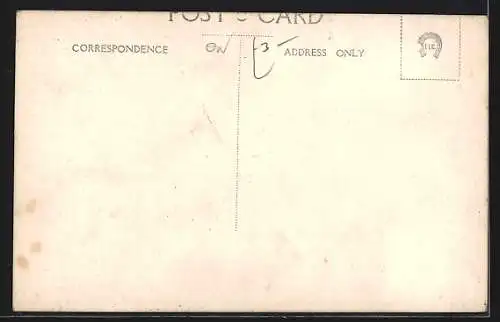 POST CARD
CORRESPONDENCE
ADDRESS ONLY